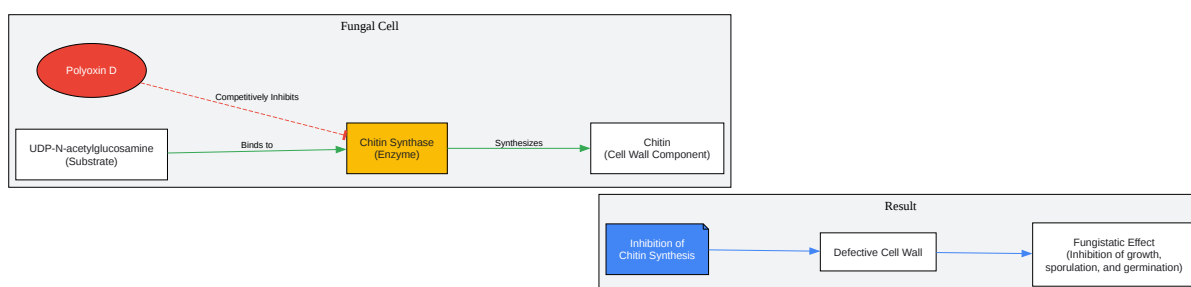 Fungal Cell
Polyoxin D
Competitively Inhibits
UDP-N-acetylglucosamine
(Substrate)
Binds to
Chitin Synthase
(Enzyme)
Synthesizes
Chitin
(Cell Wall Component)
Result
Inhibition of
Chitin Synthesis
Defective Cell Wall
Fungistatic Effect
(Inhibition of growth,
sporulation, and germination)